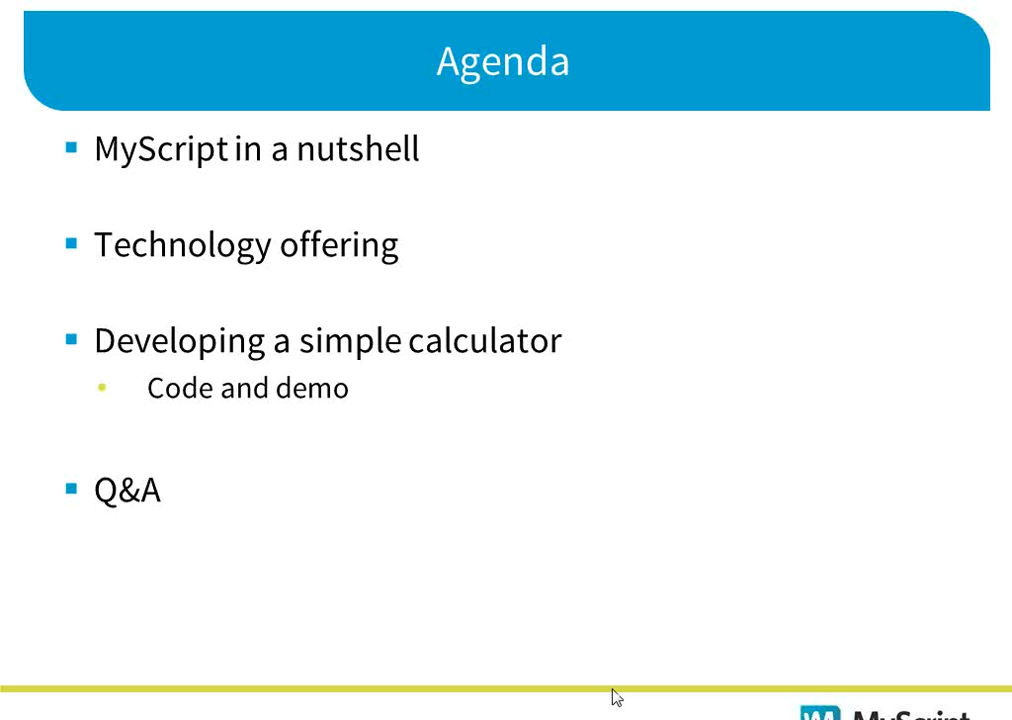 Agenda
MyScript in a nutshell
Technology offering
Developing a simple calculator
Code and demo
Q&A
MyScript